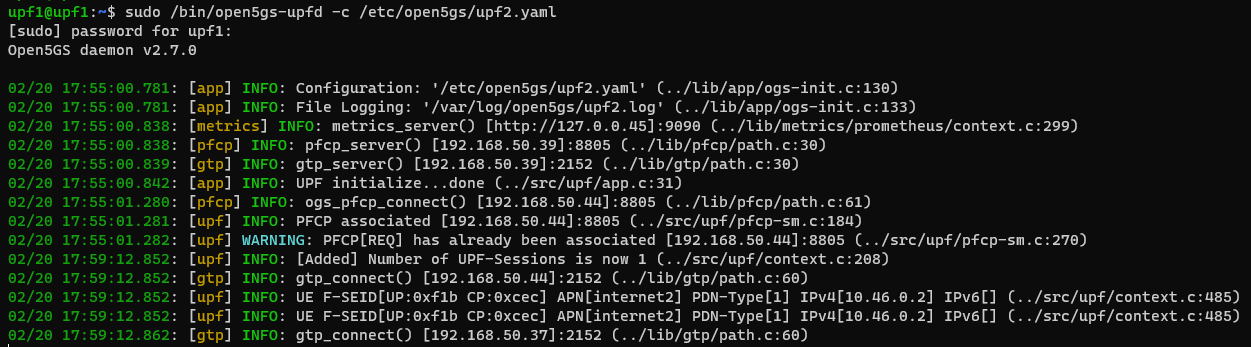 upf1@upf1:~$ sudo /bin/open5gs-upfd -c /etc/open5gs/upf2.yaml
[sudo] password for upf1:
Open5GS daemon v2.7.0
02/20 17:55:00.781: [app] INFO: Configuration: '/etc/open5gs/upf2.yaml' (../lib/app/ogs-init.c:130)
02/20 17:55:00.781: [app] INFO: File Logging: '/var/log/open5gs/upf2.log' (../lib/app/ogs-init.c:133)
02/20 17:55:00.838: [metrics] INFO: metrics_server() [http://127.0.0.45]:9090 (../lib/metrics/prometheus/context.c:299)
02/20 17:55:00.838: [pfcp] INFO: pfcp_server() [192.168.50.39]:8805 (../lib/pfcp/path.c:30)
02/20 17:55:00.839: [gtp] INFO: gtp_server() [192.168.50.39]:2152 (../lib/gtp/path.c:30)
02/20 17:55:00.842: [app] INFO: UPF initialize...done (../src/upf/app.c:31)
02/20 17:55:01.280: [pfcp] INFO: ogs_pfcp_connect() [192.168.50.44]:8805 (../lib/pfcp/path.c:61)
02/20 17:55:01.281: [upf] INFO: PFCP associated [192.168.50.44]:8805 (../src/upf/pfcp-sm.c:184)
02/20 17:55:01.282: [upf] WARNING: PFCP[REQ] has already been associated [192.168.50.44]:8805 (../src/upf/pfcp-sm.c:270)
02/20 17:59:12.852: [upf] INFO: [Added] Number of UPF-Sessions is now 1 (../src/upf/context.c:208)
02/20 17:59:12.852: [gtp] INFO: gtp_connect() [192.168.50.44]:2152 (../lib/gtp/path.c:60)
02/20 17:59:12.852: [upf] INFO: UE F-SEID[UP:0xf1b CP:0xcec] APN[internet2] PDN-Type[1] IPv4[10.46.0.2] IPv6[] (../src/upf/context.c:485)
02/20 17:59:12.852: [upf] INFO: UE F-SEID[UP:0xf1b CP:0xcec] APN[internet2] PDN-Type[1] IPv4[10.46.0.2] IPv6[] (../src/upf/context.c:485)
02/20 17:59:12.862: [gtp] INFO: gtp_connect() [192.168.50.37]:2152 (../lib/gtp/path.c:60)